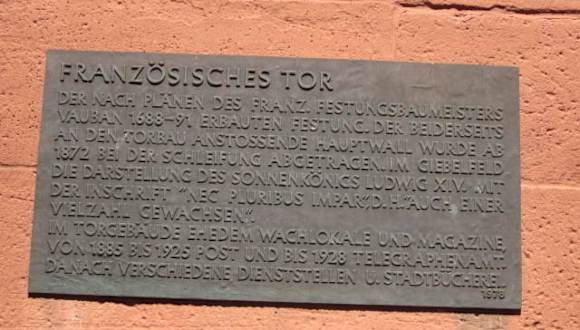 FRANZÖSISCHES TOR
DER NACH PLÄNEN DES FRANZ. FESTUNGSBAUMEISTERS
VAUBAN 1688-91 ERBAUTEN FESTUNG. DER BEIDERSEITS
AN DEN TORBAU ANSTOSSENDE HAUPTWALL WURDE AB
1872 BEI DER SCHLEIFUNG ABGETRAGEN. IM GIEBELFELD
DIE DARSTELLUNG DES SONNENKÖNIGS LUDWIG XIV. MIT
DER INSCHRIFT "NEC PLURIBUS IMPAR", D. H. "AUCH EINER
VIELZAHL GEWACHSEN".
IM TORGEBÄUDE EHEDEM WACHLOKALE UND MAGAZINE,
VON 1885 BIS 1925 POST UND BIS 1928 TELEGRAPHENAMT.
DANACH VERSCHIEDENE DIENSTSTELLEN U. STADTBÜCHEREI.
1978